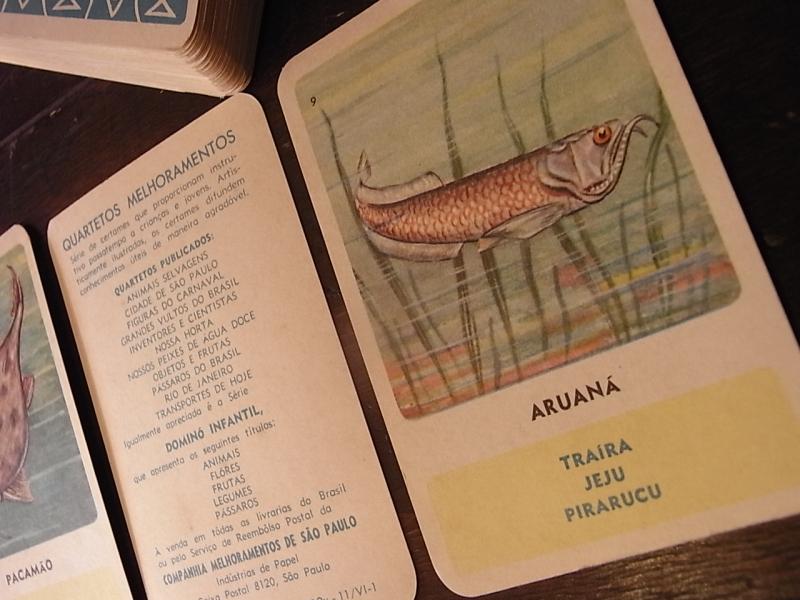 QUARTETOS MELHORAMENTOS
Série de certames que proporcionam instru-
tivo passatempo a crianças e jovens. Artis-
ticamente ilustrados, os certames difundem
conhecimentos úteis de maneira agradável.
QUARTETOS PUBLICADOS:
ANIMAIS SELVAGENS
CIDADE DE SÃO PAULO
FIGURAS DO CARNAVAL
GRANDES VULTOS DO BRASIL
INVENTORES E CIENTISTAS
NOSSA HORTA
NOSSOS PEIXES DE ÁGUA DOCE
OBJETOS E FRUTAS
PÁSSAROS DO BRASIL
RIO DE JANEIRO
TRANSPORTES DE HOJE
Igualmente apreciada é a Série
DOMINÓ INFANTIL,
que apresenta os seguintes títulos:
ANIMAIS
FLÔRES
FRUTAS
LEGUMES
PÁSSAROS
À venda em tôdas as livrarias do Brasil
ou pelo Serviço de Reembôlso Postal da
COMPANHIA MELHORAMENTOS DE SÃO PAULO
Indústrias de Papel
Caixa Postal 8120, São Paulo
11/VI-1
9
ARUANÁ
TRAÍRA
JEJU
PIRARUCU
PACAMÃO